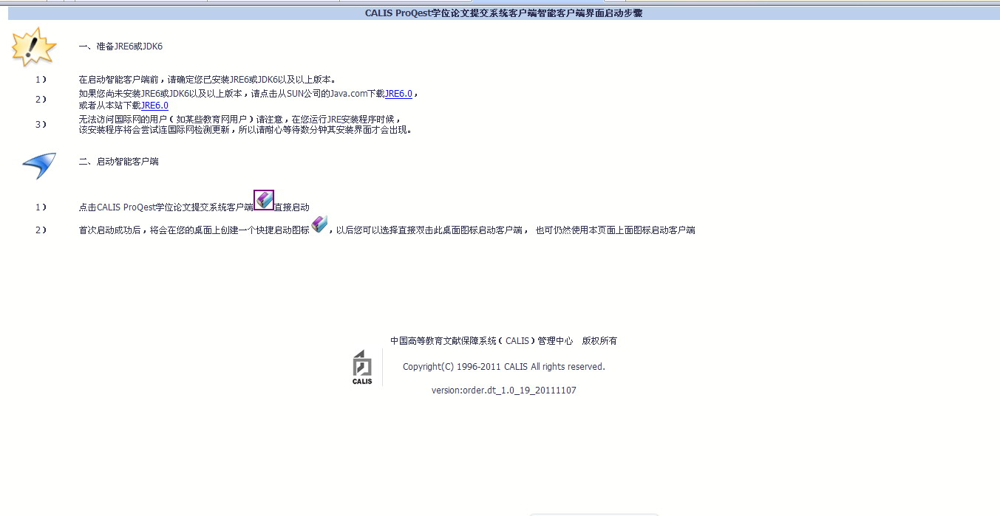 CALIS ProQest学位论文提交系统客户端智能客户端界面启动步骤
一、准备JRE6或JDK6
1） 在启动智能客户端前，请确定您已安装JRE6或JDK6以及以上版本。
2） 如果您尚未安装JRE6或JDK6以及以上版本，请点击从SUN公司的Java.com下载JRE6.0，
或者从本站下载JRE6.0
3） 无法访问国际网的用户（如某些教育网用户）请注意，在您运行JRE安装程序时候，
该安装程序将会尝试连国际网检测更新，所以请耐心等待数分钟其安装界面才会出现。
二、启动智能客户端
1） 点击CALIS ProQest学位论文提交系统客户端直接启动
2） 首次启动成功后，将会在您的桌面上创建一个快捷启动图标，以后您可以选择直接双击此桌面图标启动客户端， 也可仍然使用本页面上面图标启动客户端
中国高等教育文献保障系统（CALIS）管理中心 版权所有
CALIS
Copyright(C) 1996-2011 CALIS All rights reserved.
version:order.dt_1.0_19_20111107